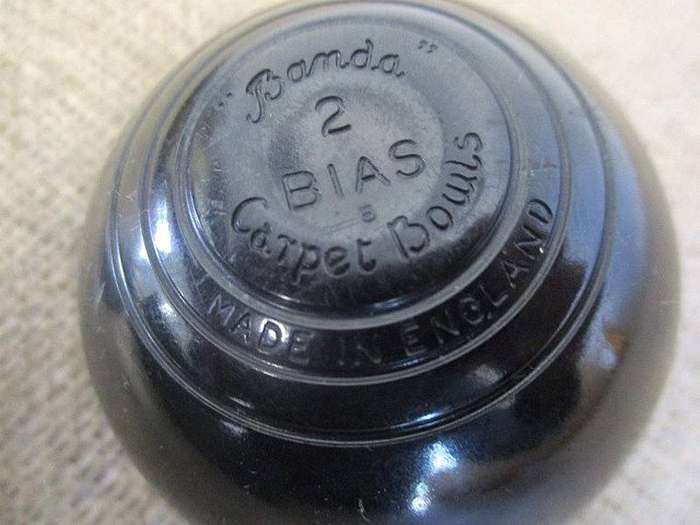 "Banda"
2
BIAS
Carpet Bowls
MADE IN ENGLAND